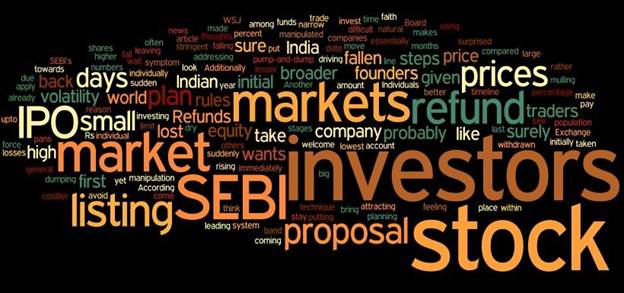 WSJ among funds trade
news made narrow invest time faith Board using
article thoughts percent manipulated date difficult natural makes
often stringent sure put India months essentially surprised
shares wall addressing move companies steps price compared large
higher fall symptom driving fallen line
SEBI's numbers individually look pump-and-dump founders given prices rather
towards due back days Indian Additionally lesser broader mulling
apply volatility world plan year initial Another amount Individuals better timeline percentage make
already rules markets refund pay
upto IPO small Refunds day stages traders population
investing equity company probably like last Exchange
force Rs individual lost dry take surely initially taken
losses high market others welcome lowest account withdrawn
general rising immediately
dumping first yet manipulation suddenly wants investors
According SEBI big
costlier avoid come think technique bring attracting feeling place within
listing leading system stay putting planning
band coming proposal stock